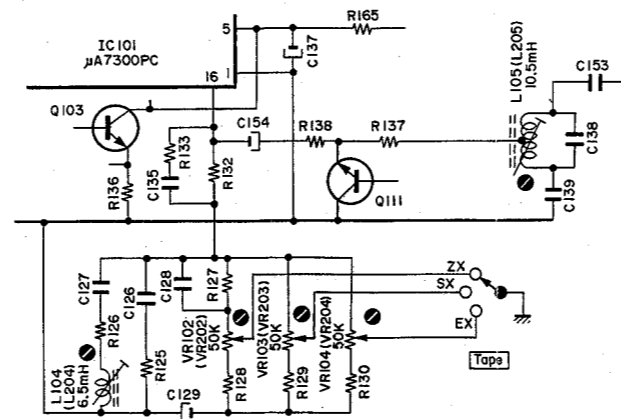 IC101
μA7300PC
5
1
16
R165
C137
Q103
R136
R133
C135
R132
C154
R138
R137
Q111
L105(L205)
10.5mH
C153
C138
C139
C127
R126
L104
(L204)
6.5mH
C126
R125
C128
R127
VR102
(VR202)
50K
R128
C129
VR103(VR203)
50K
R129
VR104(VR204)
50K
R130
ZX
SX
EX
Tape